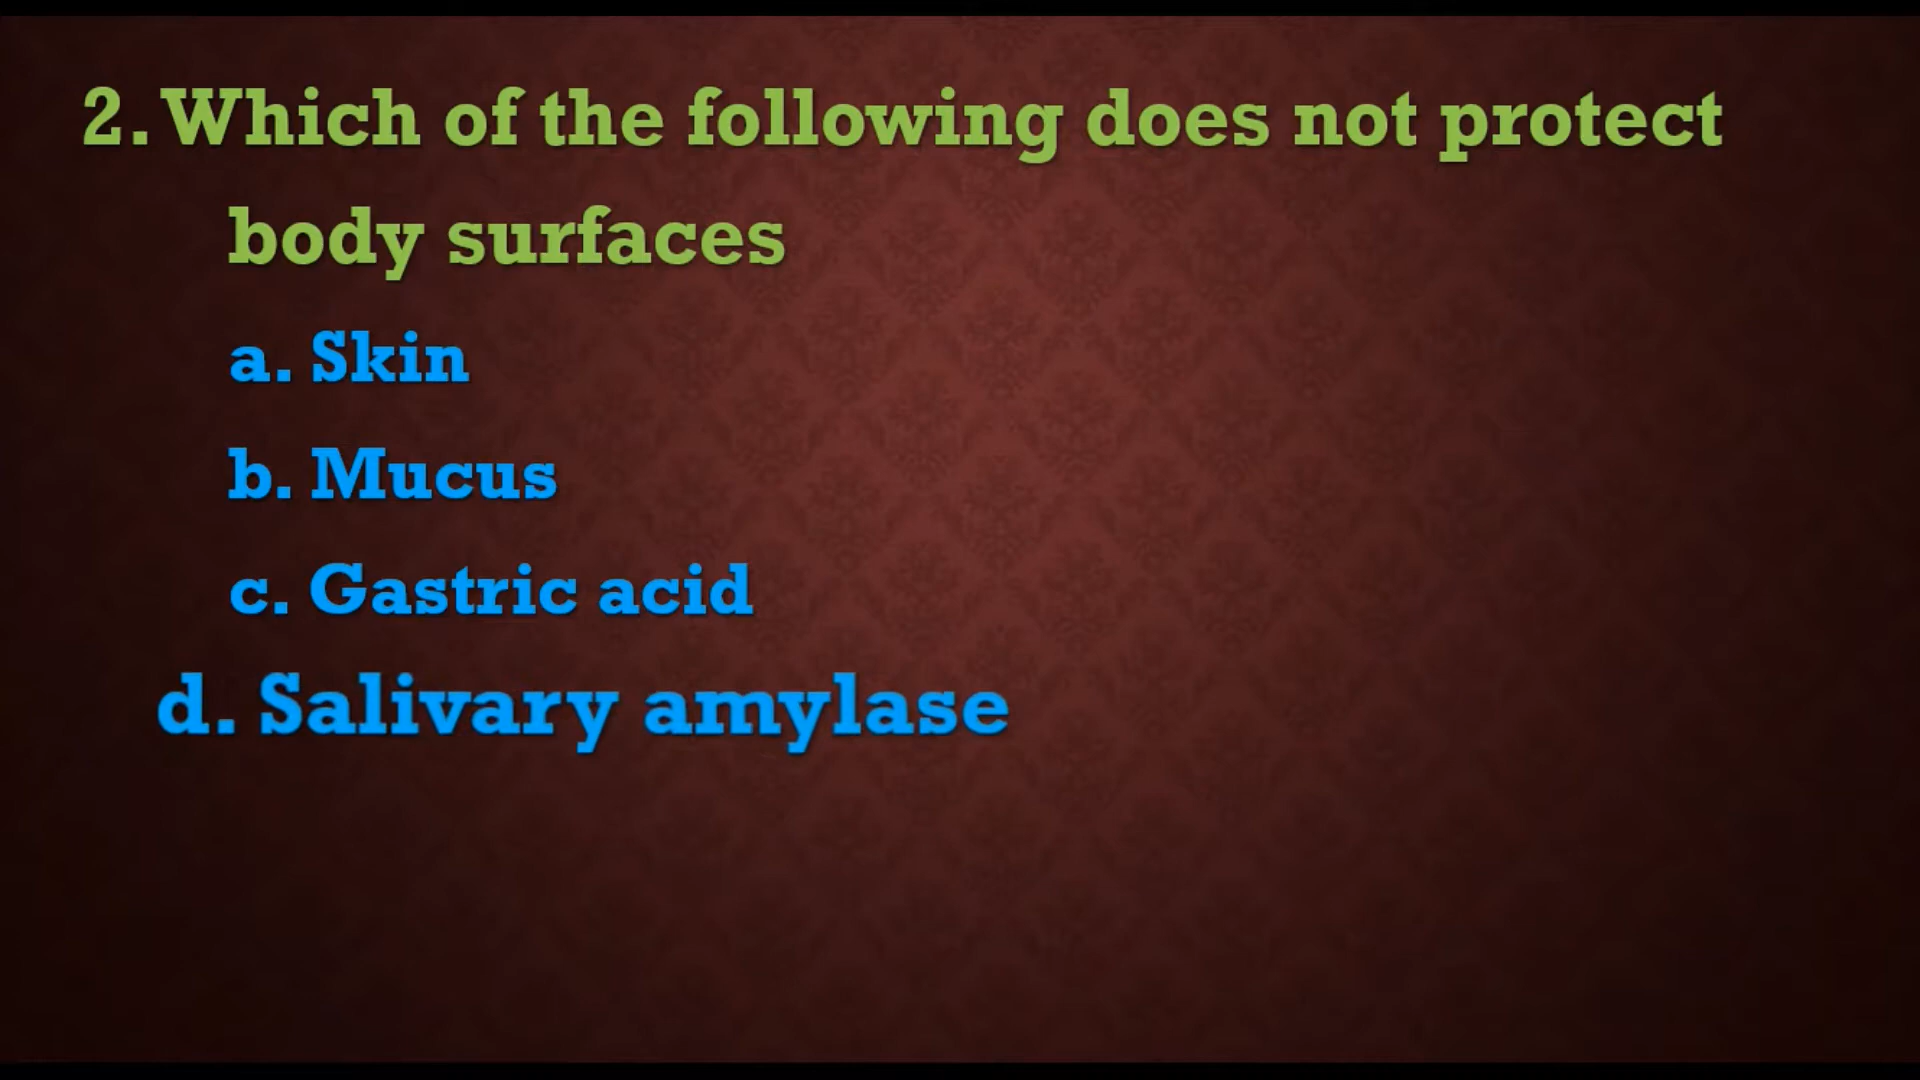 2. Which of the following does not protect
body surfaces
a. Skin
b. Mucus
c. Gastric acid
d. Salivary amylase